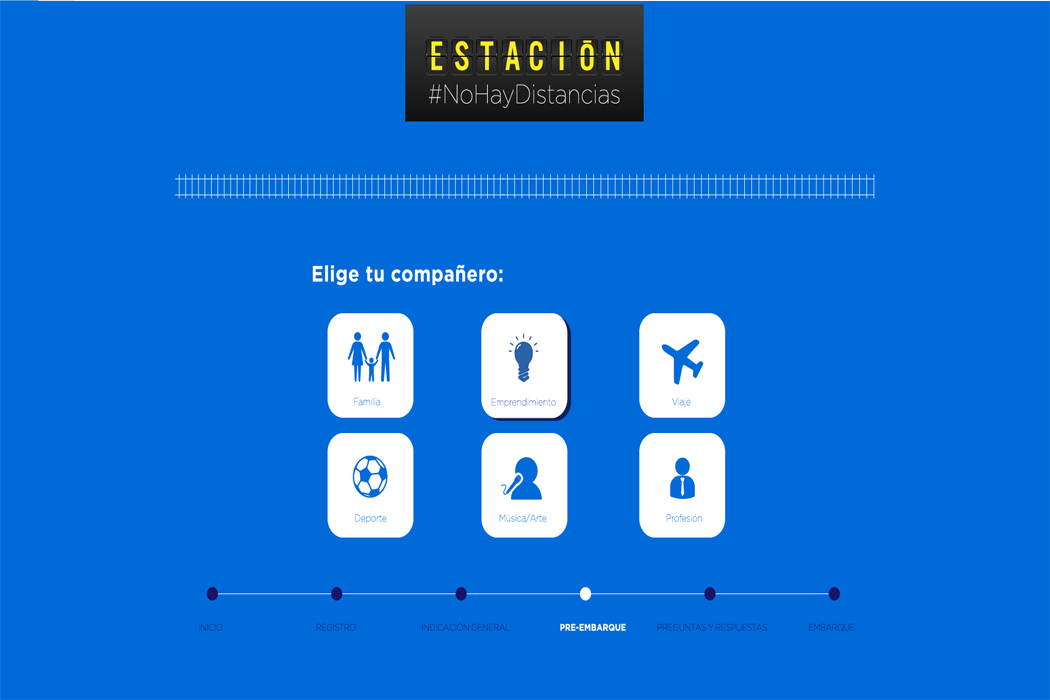 ESTACIÓN
#NoHayDistancias
Elige tu compañero:
Familia
Emprendimiento
Viaje
Deporte
Música/Arte
Profesión
INICIO
REGISTRO
INDICACIÓN GENERAL
PRE-EMBARQUE
PREGUNTAS Y RESPUESTAS
EMBARQUE